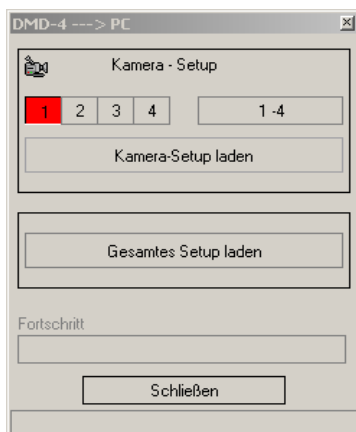 DMD-4 ---> PC
Kamera - Setup
1 2 3 4 1 -4
Kamera-Setup laden
Gesamtes Setup laden
Fortschritt
Schließen